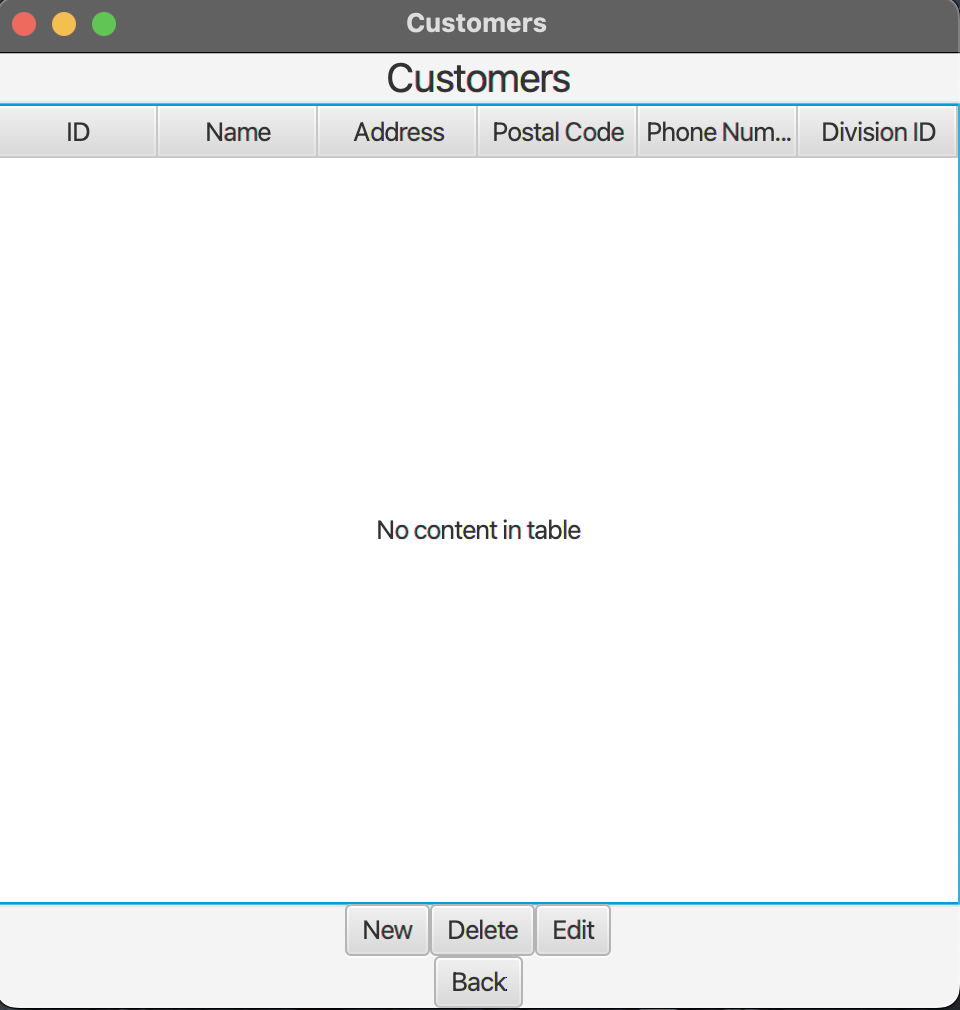 Customers
Customers
ID Name Address Postal Code Phone Num... Division ID
No content in table
New Delete Edit
Back